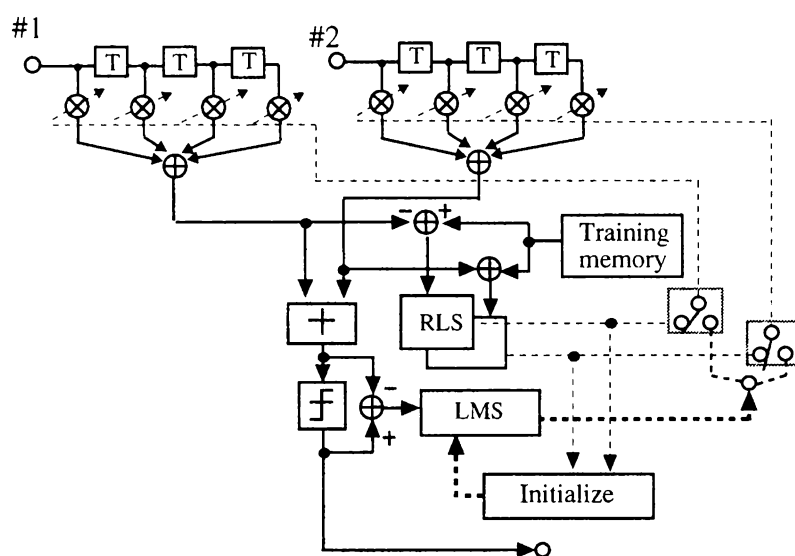 #1
#2
T T T
T T T
- +
Training
memory
RLS
+
-
LMS
+
Initialize